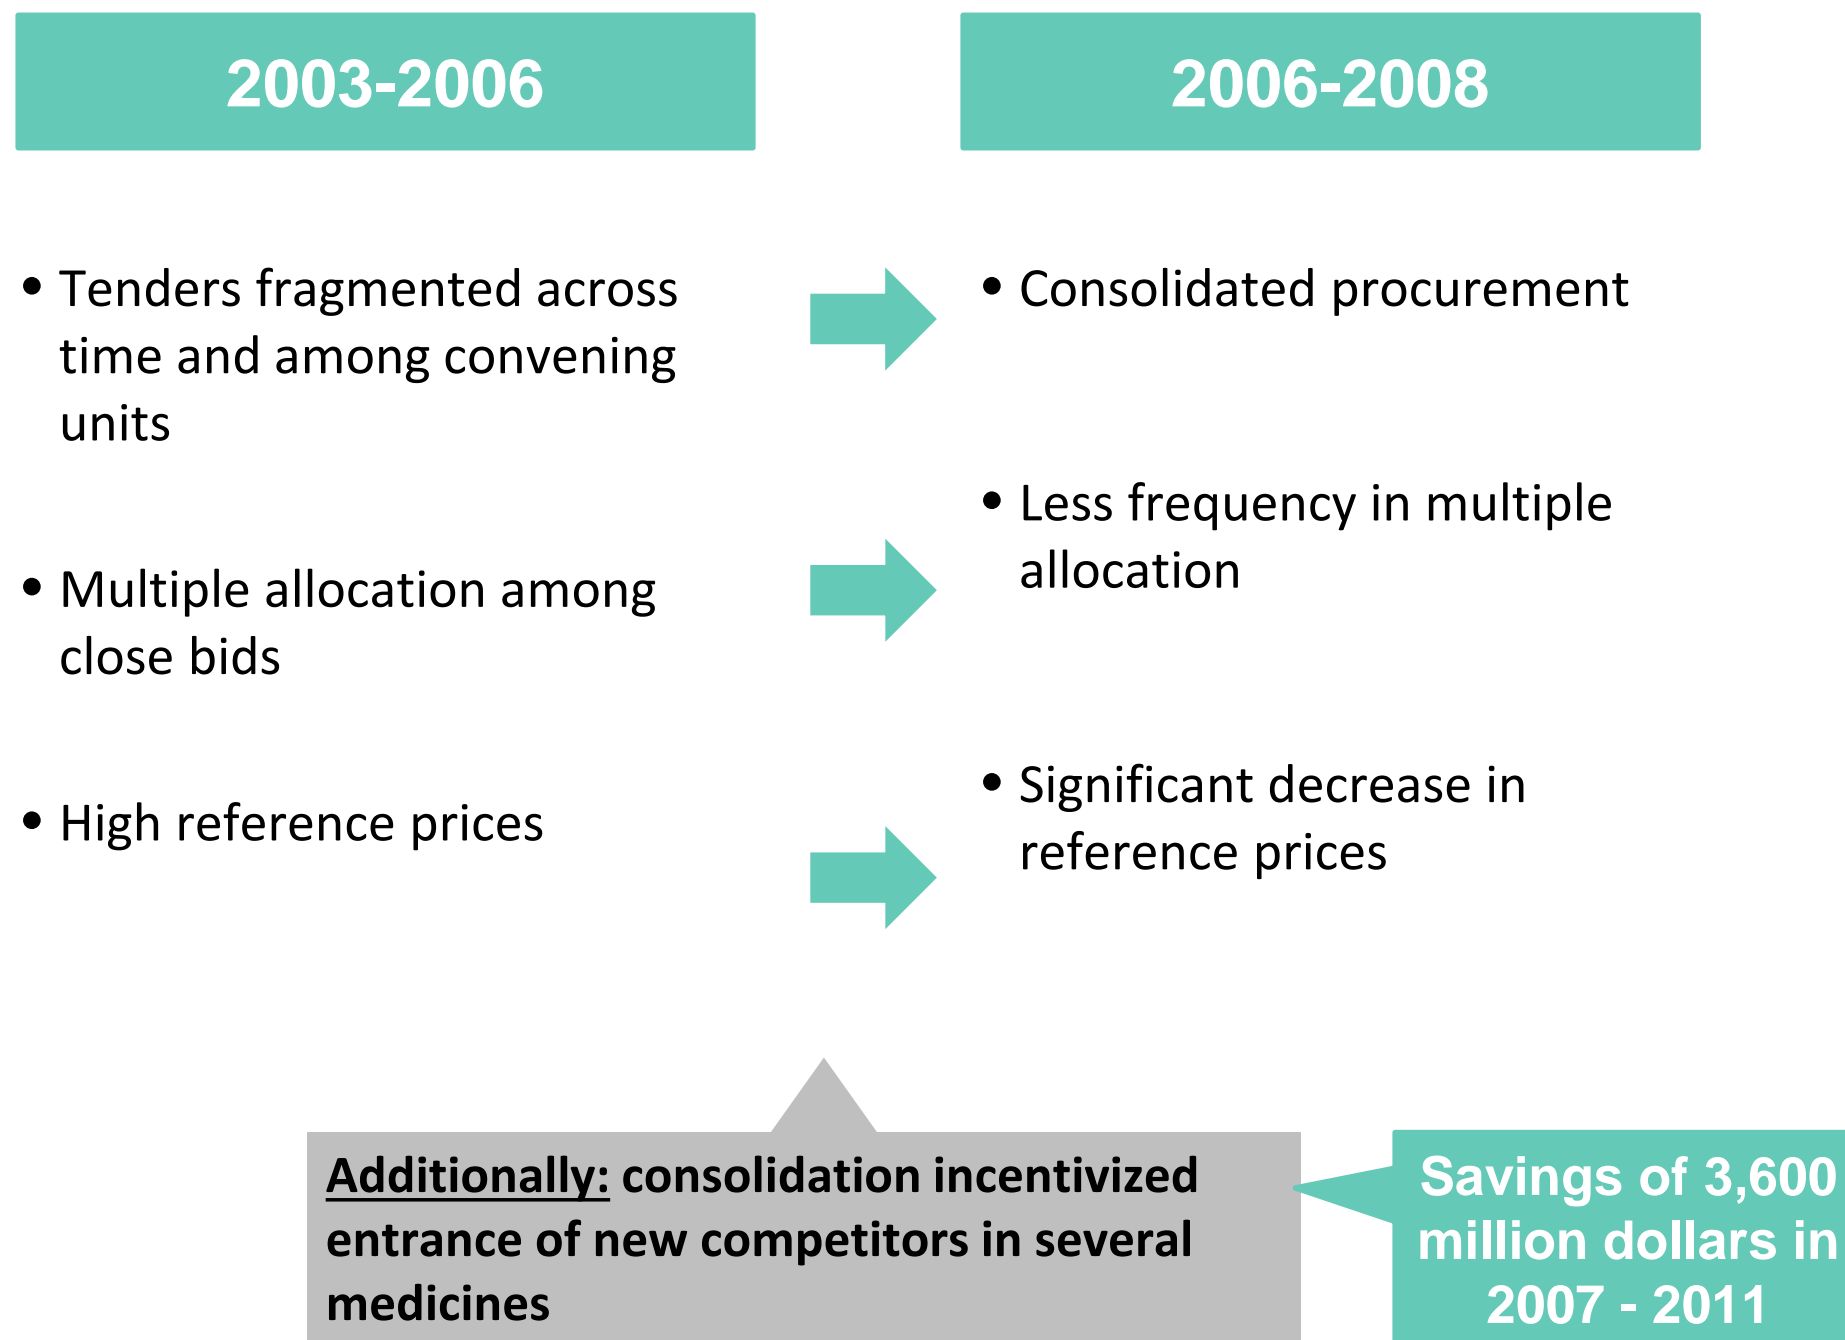 2003-2006
• Tenders fragmented across
time and among convening
units
• Multiple allocation among
close bids
• High reference prices
2006-2008
• Consolidated procurement
• Less frequency in multiple
allocation
• Significant decrease in
reference prices
Additionally: consolidation incentivized
entrance of new competitors in several
medicines
Savings of 3,600
million dollars in
2007 - 2011